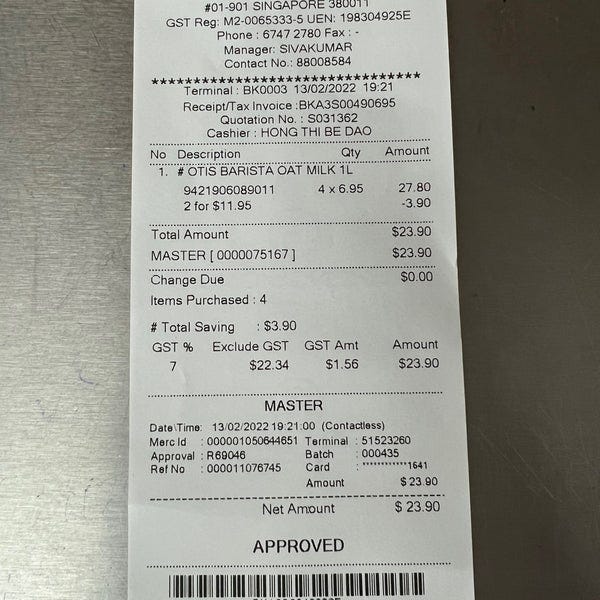 #01-901 SINGAPORE 380011
GST Reg: M2-0065333-5 UEN: 198304925E
Phone : 6747 2780 Fax : -
Manager: SIVAKUMAR
Contact No.: 88008584
********************************
Terminal : BK0003 13/02/2022 19:21
Receipt/Tax Invoice :BKA3S00490695
Quotation No. : S031362
Cashier : HONG THI BE DAO
No Description Qty Amount
1. # OTIS BARISTA OAT MILK 1L
9421906089011 4 x 6.95 27.80
2 for $11.95 -3.90
Total Amount $23.90
MASTER [ 0000075167 ] $23.90
Change Due $0.00
Items Purchased : 4
# Total Saving : $3.90
GST % Exclude GST GST Amt Amount
7 $22.34 $1.56 $23.90
MASTER
Date\Time: 13/02/2022 19:21:00 (Contactless)
Merc Id : 000001050644651 Terminal : 51523260
Approval : R69046 Batch : 000435
Ref No : 000011076745 Card : ************1641
Amount $ 23.90
Net Amount $ 23.90
APPROVED